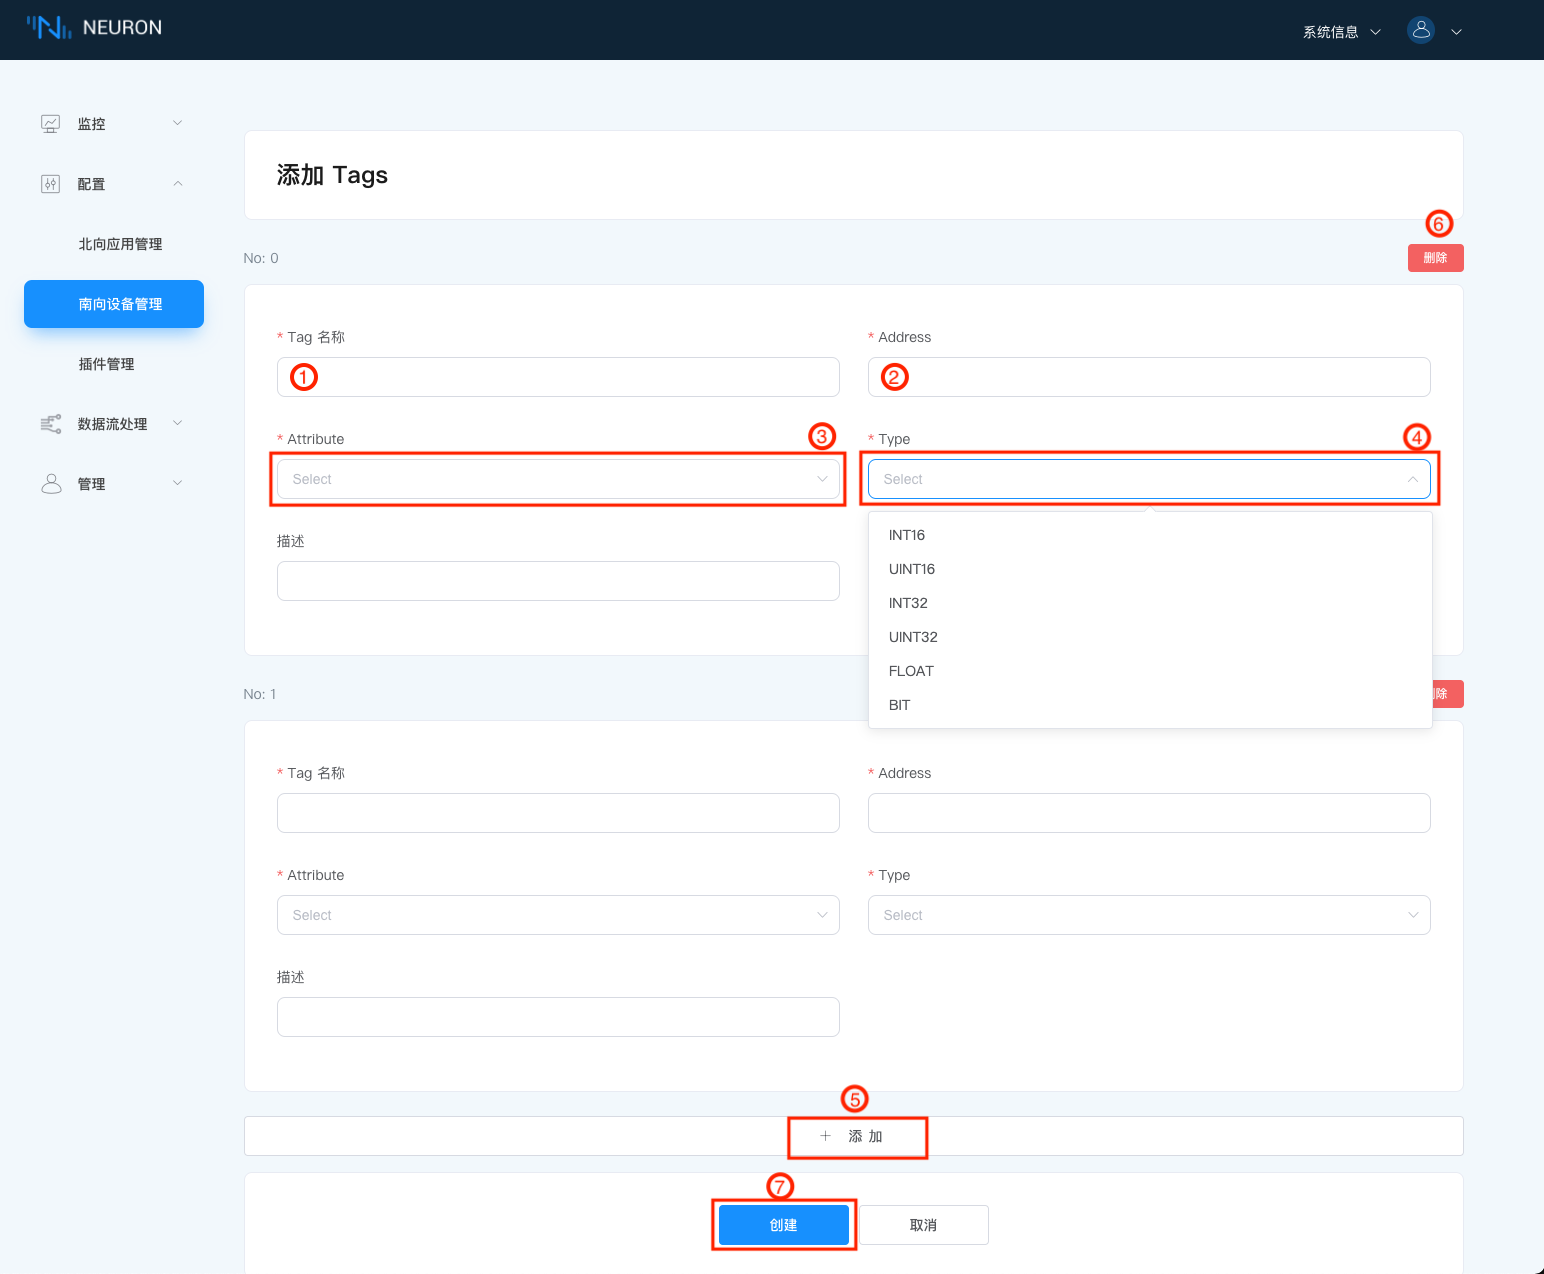 NEURON
系统信息
监控
配置
北向应用管理
南向设备管理
插件管理
数据流处理
管理
添加 Tags
6
No: 0
删除
* Tag 名称
* Address
1
2
* Attribute
3
* Type
4
Select
Select
INT16
UINT16
INT32
UINT32
FLOAT
BIT
描述
No: 1
除
* Tag 名称
* Address
* Attribute
* Type
Select
Select
描述
5
+ 添 加
7
创建
取消